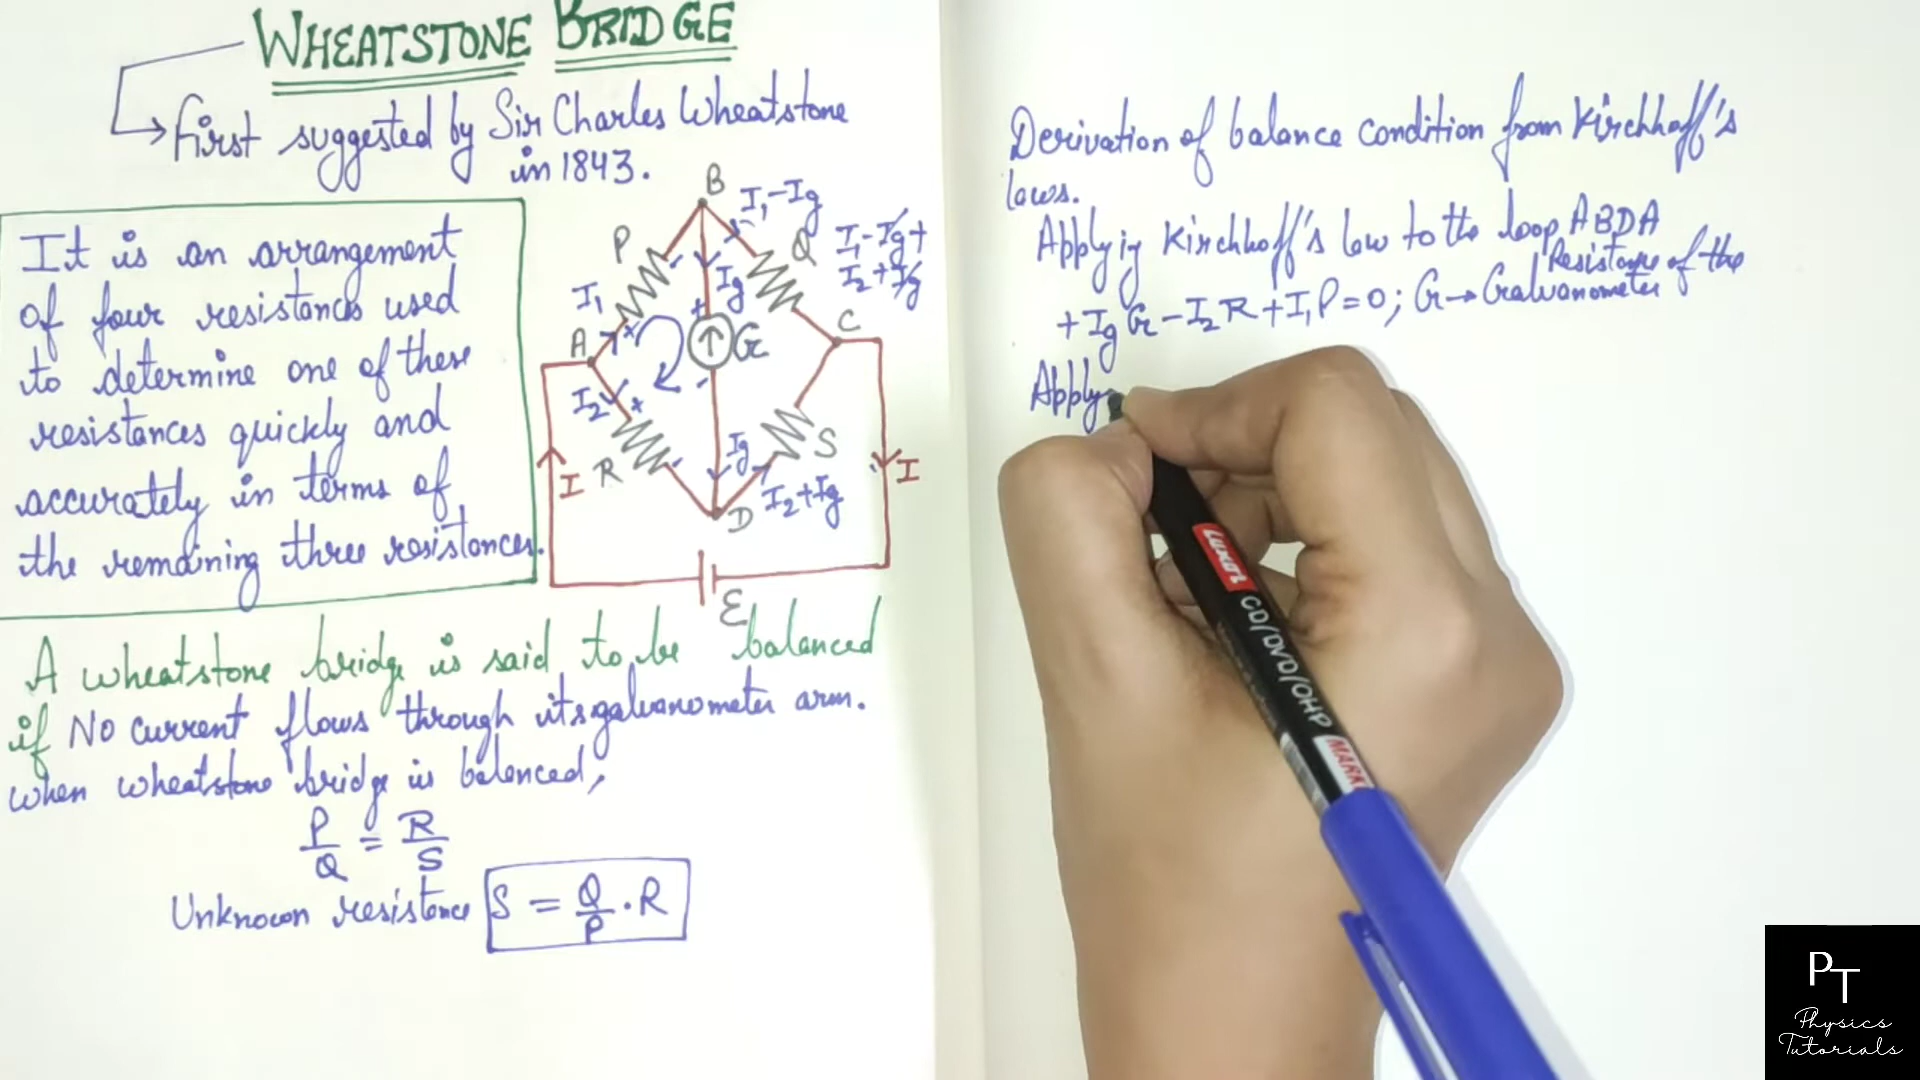 WHEATSTONE BRIDGE
First suggested by Sir Charles Wheatstone
in 1843.
It is an arrangement
of four resistances used
to determine one of these
resistances quickly and
accurately in terms of
the remaining three resistances.
B
I₁-Ig
P
Q
I₁-Ig+
I₂+Ig
I₁
Ig
A
C
G
I₂
R
Ig
S
I
I
D
I₂+Ig
ε
A wheatstone bridge is said to be balanced
if NO current flows through its galvanometer arm.
when wheatstone bridge is balenced,
P/Q = R/S
Unknown resistance S = Q/P . R
Derivation of balance condition from Kirchhoff's
laws.
Applyig Kirchhoff's law to the loop ABDA
+IgG-I₂R+I₁P=0; G→Galvanometer
Resistance of the
Apply
LUXOR
CD/DVD/OHP
MARK
PT
Physics
Tutorials